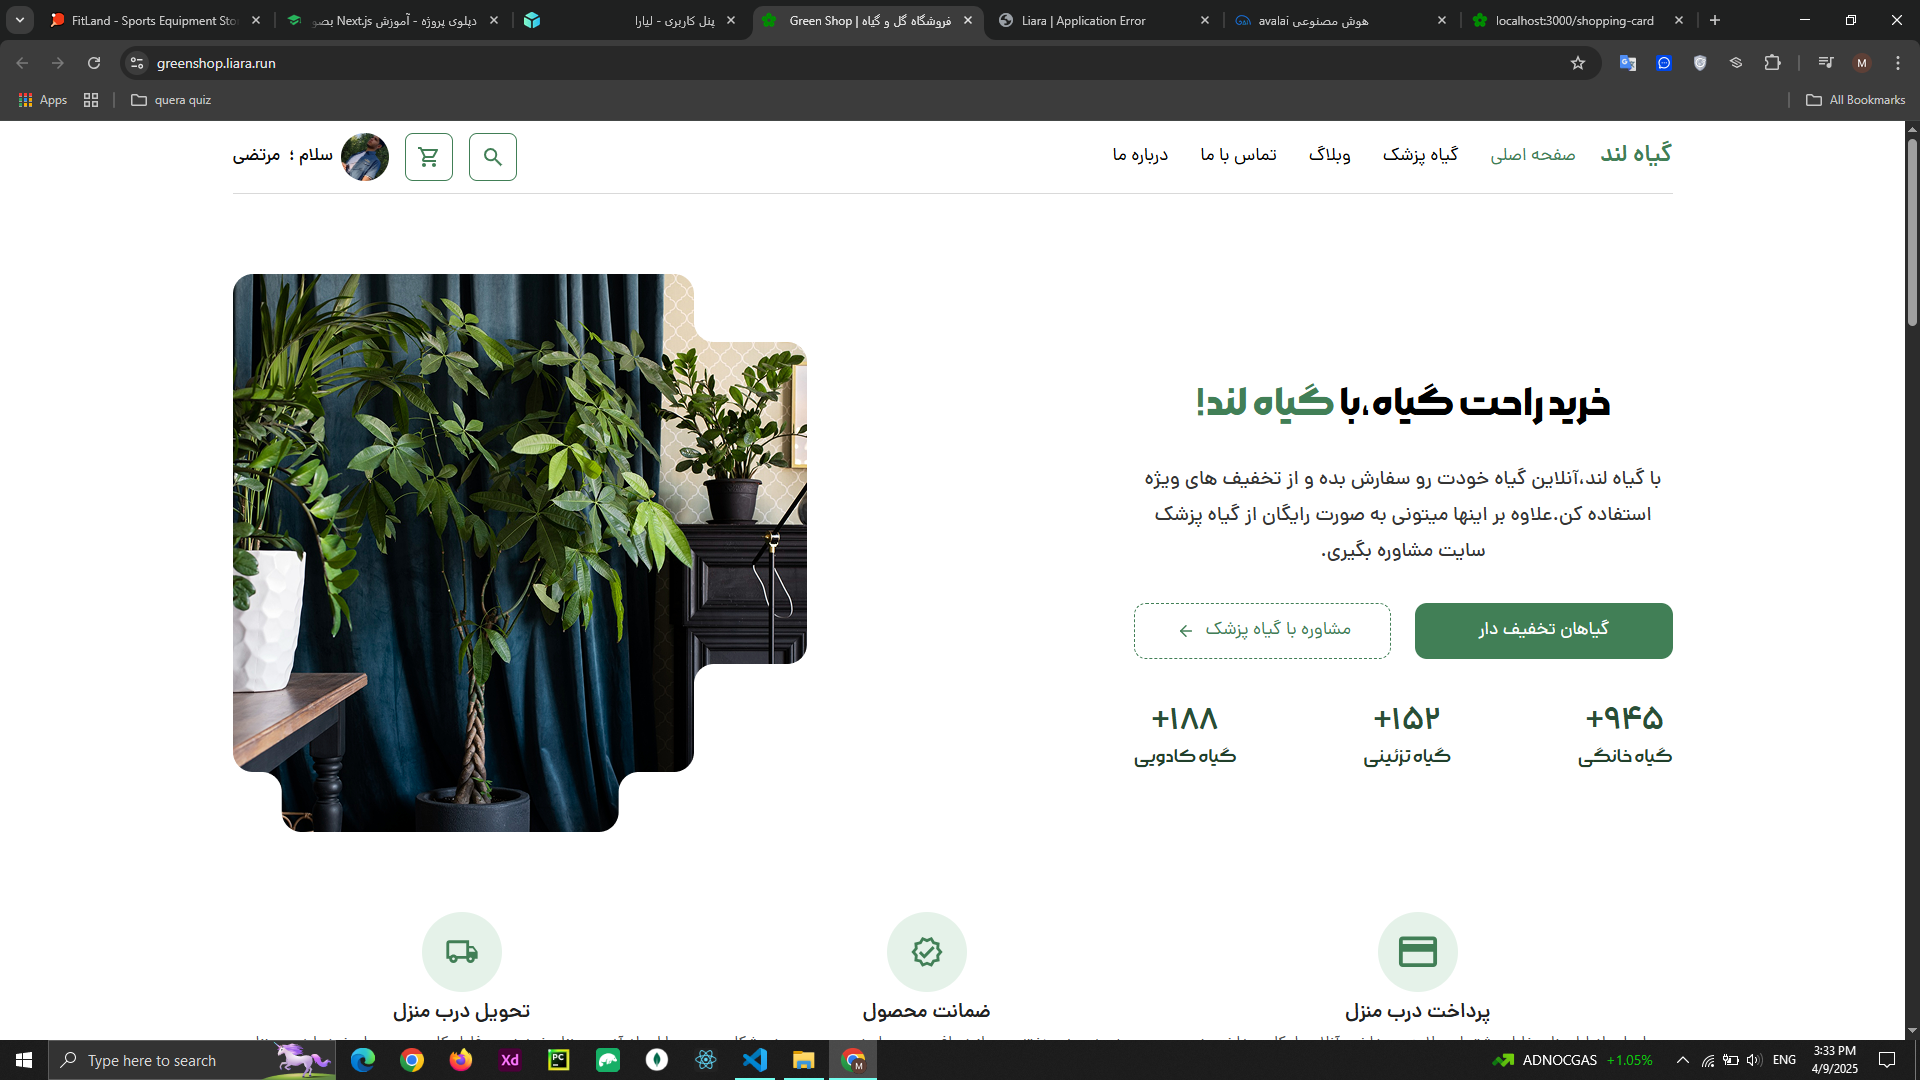 FitLand - Sports Equipment Sto
دیلوی پروژه - آموزش Next.js بصو
پنل کاربری - لیارا
Green Shop | فروشگاه گل و گیاه
Liara | Application Error
avalai هوش مصنوعی
localhost:3000/shopping-card
greenshop.liara.run
M
Apps
quera quiz
All Bookmarks
گیاه لند
صفحه اصلی
گیاه پزشک
وبلاگ
تماس با ما
درباره ما
سلام ؛ مرتضی
خرید راحت گیاه،با گیاه لند!
با گیاه لند،آنلاین گیاه خودت رو سفارش بده و از تخفیف های ویژه
استفاده کن.علاوه بر اینها میتونی به صورت رایگان از گیاه پزشک
سایت مشاوره بگیری.
گیاهان تخفیف دار
مشاوره با گیاه پزشک
۹۴۵+
۱۵۲+
۱۸۸+
گیاه خانگی
گیاه تزئینی
گیاه کادویی
پرداخت درب منزل
ضمانت محصول
تحویل درب منزل
Type here to search
Xd
PC
M
ADNOCGAS +1.05%
ENG
3:33 PM
4/9/2025